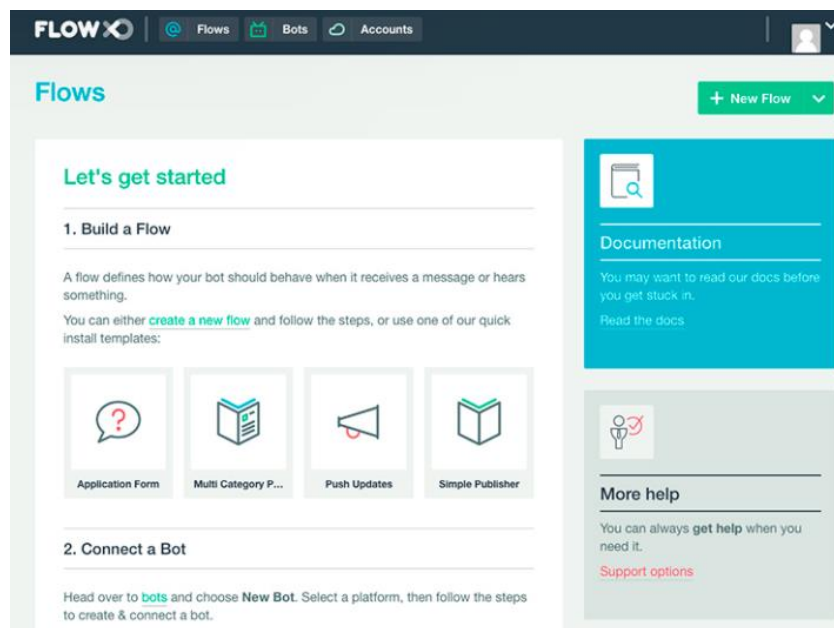 FLOW XO
Flows
Bots
Accounts
Flows
+ New Flow
Let's get started
1. Build a Flow
A flow defines how your bot should behave when it receives a message or hears
something.
You can either create a new flow and follow the steps, or use one of our quick
install templates:
Application Form
Multi Category P...
Push Updates
Simple Publisher
2. Connect a Bot
Head over to bots and choose New Bot. Select a platform, then follow the steps
to create & connect a bot.
Documentation
You may want to read our docs before
you get stuck in.
Read the docs
More help
You can always get help when you
need it.
Support options